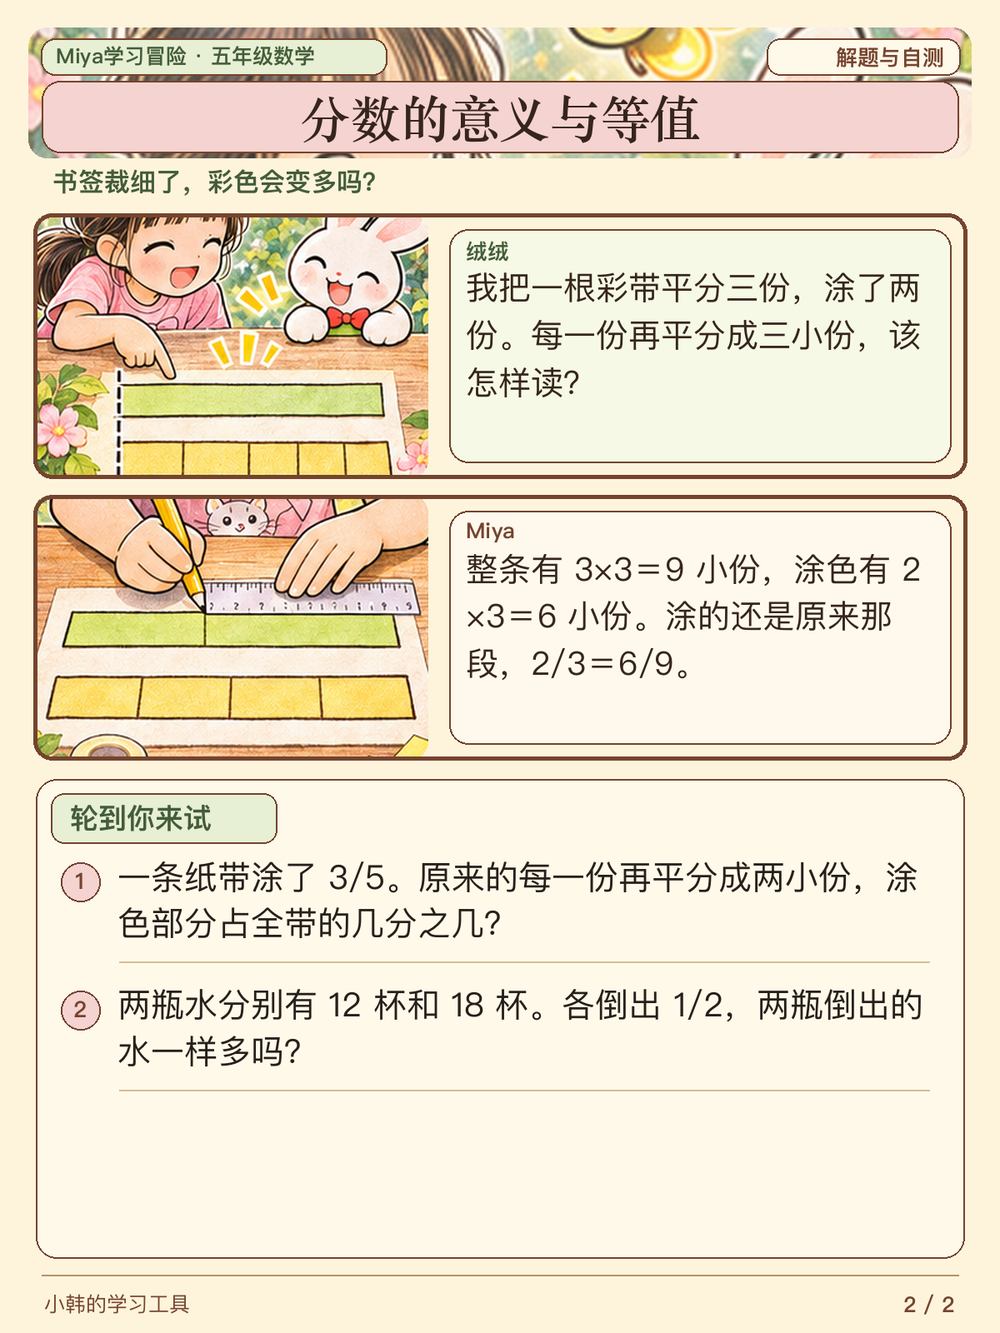 Miya学习冒险 · 五年级数学
解题与自测
分数的意义与等值
书签裁细了，彩色会变多吗？
绒绒
我把一根彩带平分三份，涂了两
份。每一份再平分成三小份，该
怎样读？
Miya
整条有 3×3＝9 小份，涂色有 2
×3＝6 小份。涂的还是原来那
段，2/3＝6/9。
轮到你来试
1 一条纸带涂了 3/5。原来的每一份再平分成两小份，涂
色部分占全带的几分之几？
2 两瓶水分别有 12 杯和 18 杯。各倒出 1/2，两瓶倒出的
水一样多吗？
小韩的学习工具
2 / 2